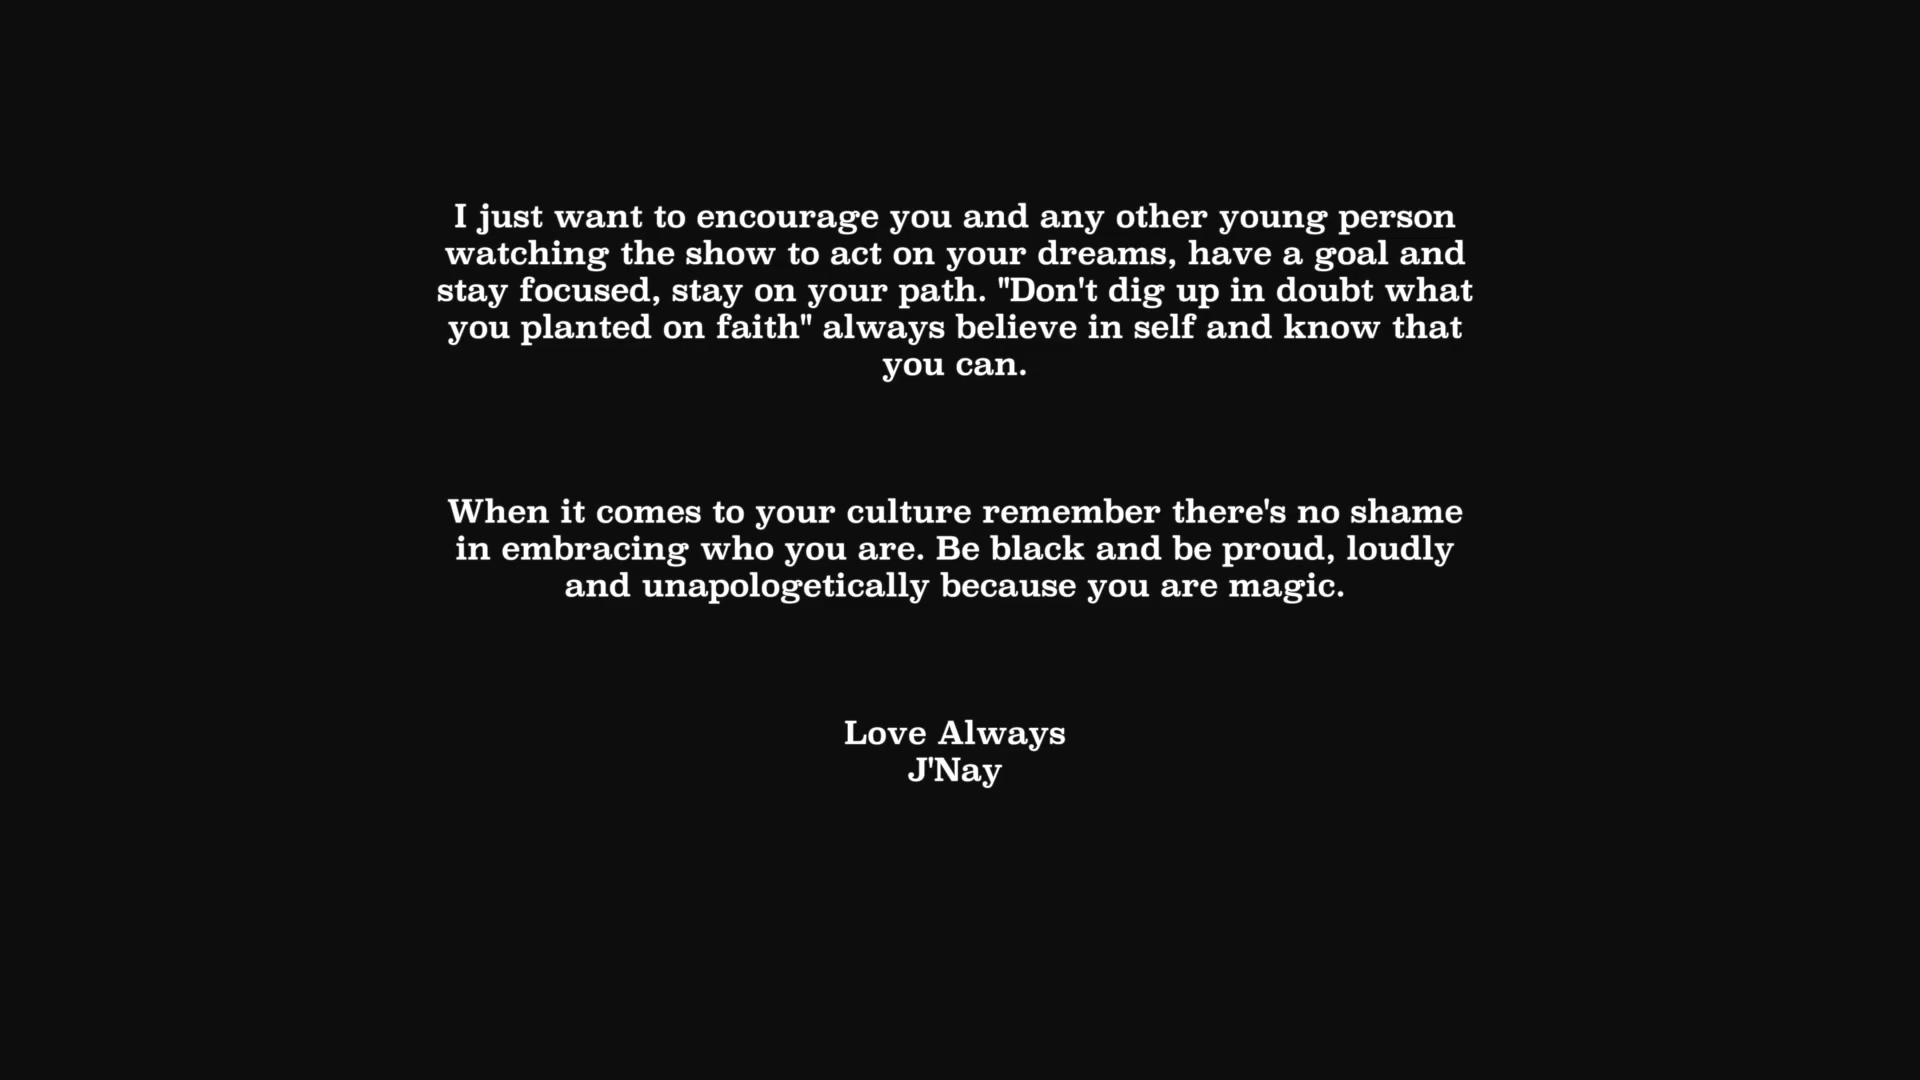 I just want to encourage you and any other young person
watching the show to act on your dreams, have a goal and
stay focused, stay on your path. "Don't dig up in doubt what
you planted on faith" always believe in self and know that
you can.
When it comes to your culture remember there's no shame
in embracing who you are. Be black and be proud, loudly
and unapologetically because you are magic.
Love Always
J'Nay